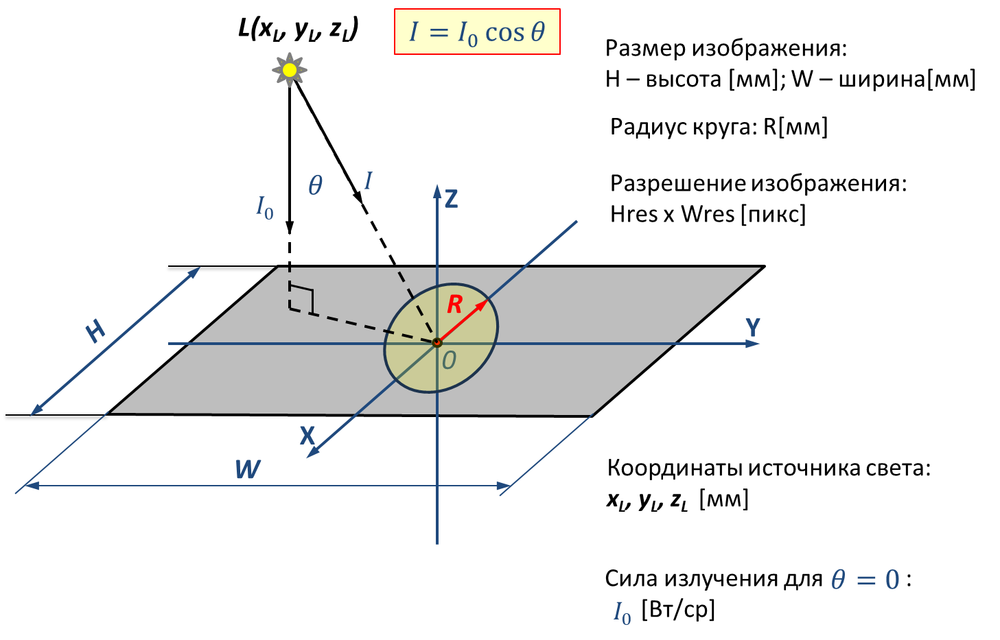 L(xL, yL, zL)
I = I0 cos θ
Размер изображения:
H – высота [мм]; W – ширина[мм]
Радиус круга: R[мм]
Разрешение изображения:
Hres x Wres [пикс]
θ
I
I0
Z
R
H
Y
O
X
W
Координаты источника света:
xL, yL, zL [мм]
Сила излучения для θ = 0 :
I0 [Вт/ср]